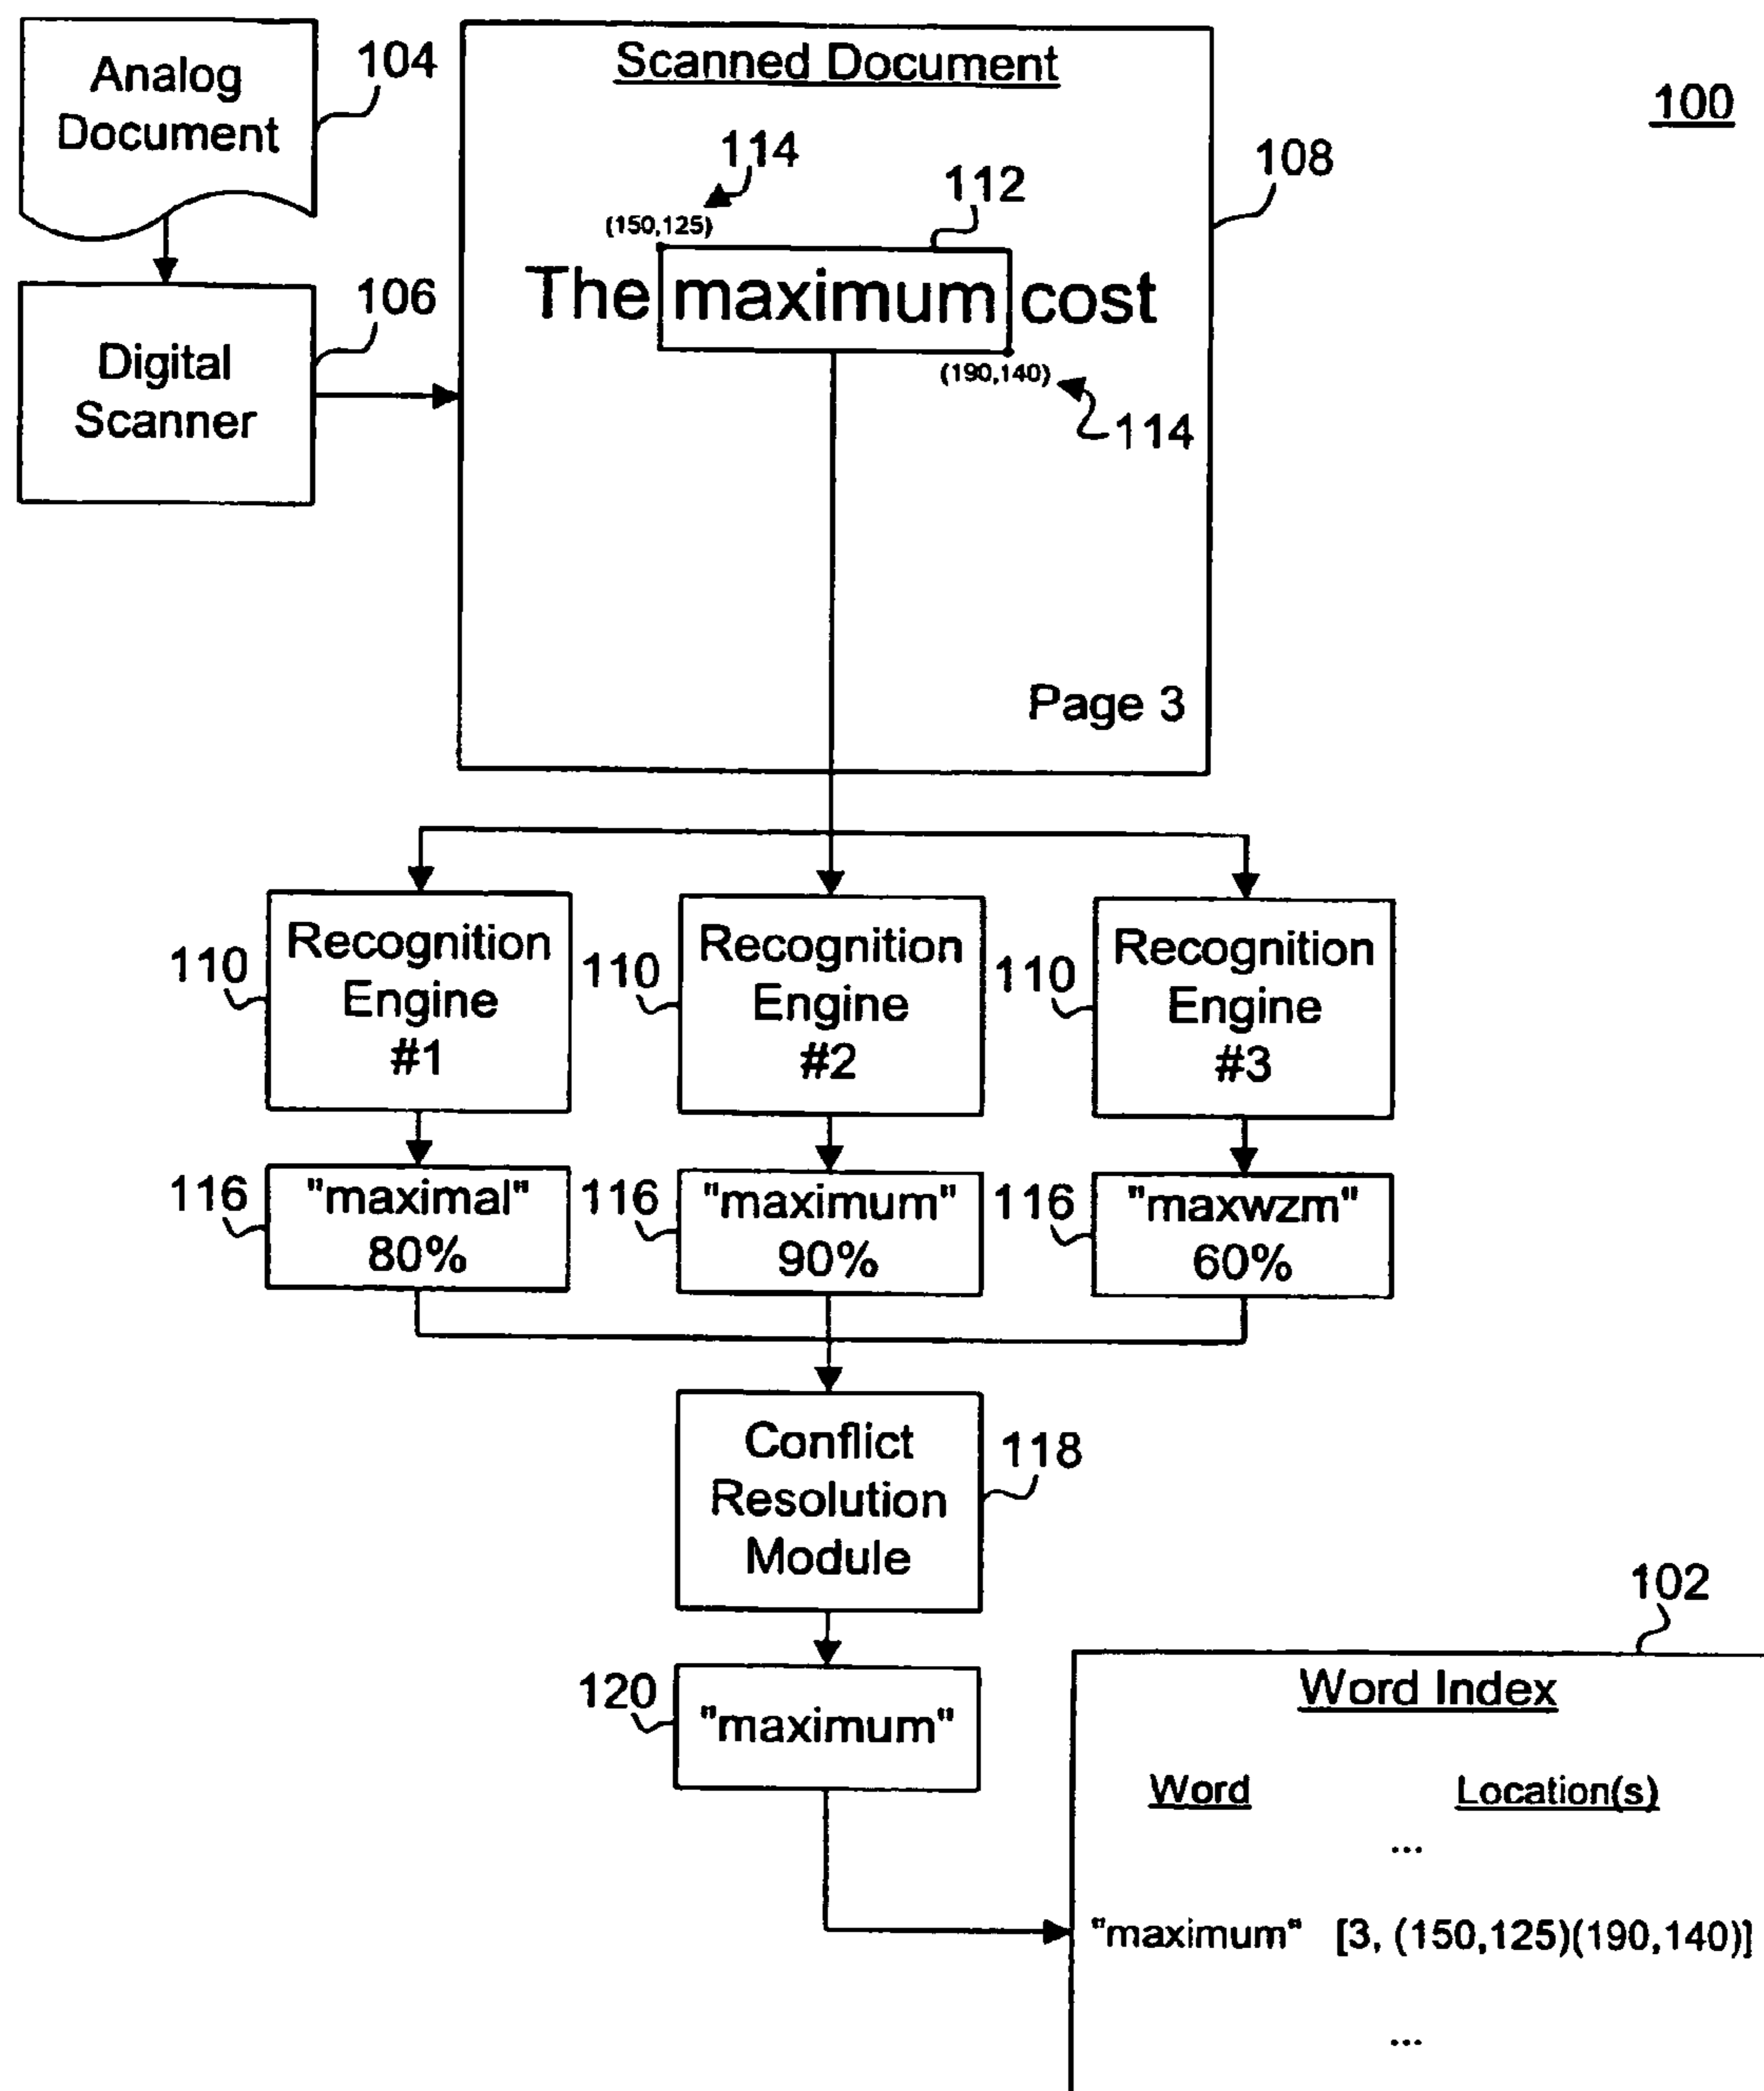 Analog
Document
104
Scanned Document
100
108
114
112
(150,125)
The maximum cost
(190,140)
114
106
Digital
Scanner
Page 3
110
Recognition
Engine
#1
110
Recognition
Engine
#2
110
Recognition
Engine
#3
116
"maximal"
80%
116
"maximum"
90%
116
"maxwzm"
60%
Conflict
Resolution
Module
118
120
"maximum"
102
Word Index
Word Location(s)
...
"maximum" [3, (150,125)(190,140)]
...